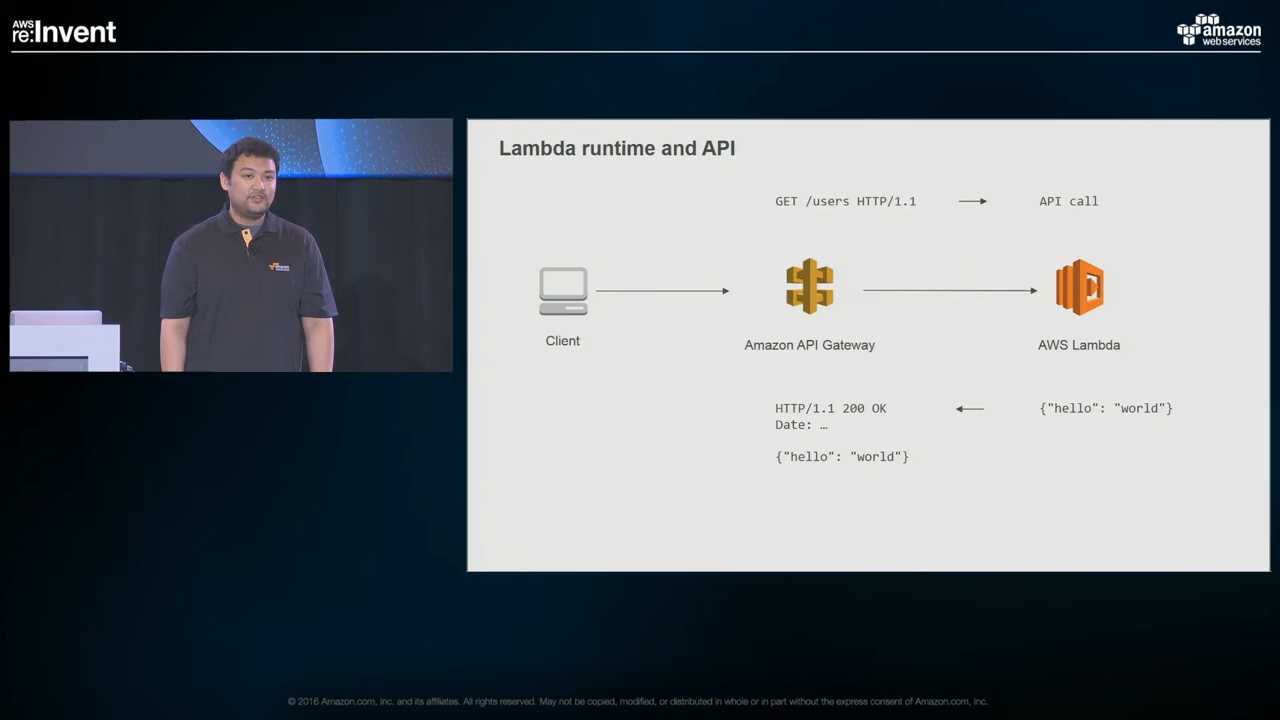 AWS
re:Invent
amazon
web services
Lambda runtime and API
GET /users HTTP/1.1
API call
Client
Amazon API Gateway
AWS Lambda
HTTP/1.1 200 OK
Date: …
{"hello": "world"}
{"hello": "world"}
© 2016 Amazon.com, Inc. and its affiliates. All rights reserved. May not be copied, modified, or distributed in whole or in part without the express consent of Amazon.com, Inc.